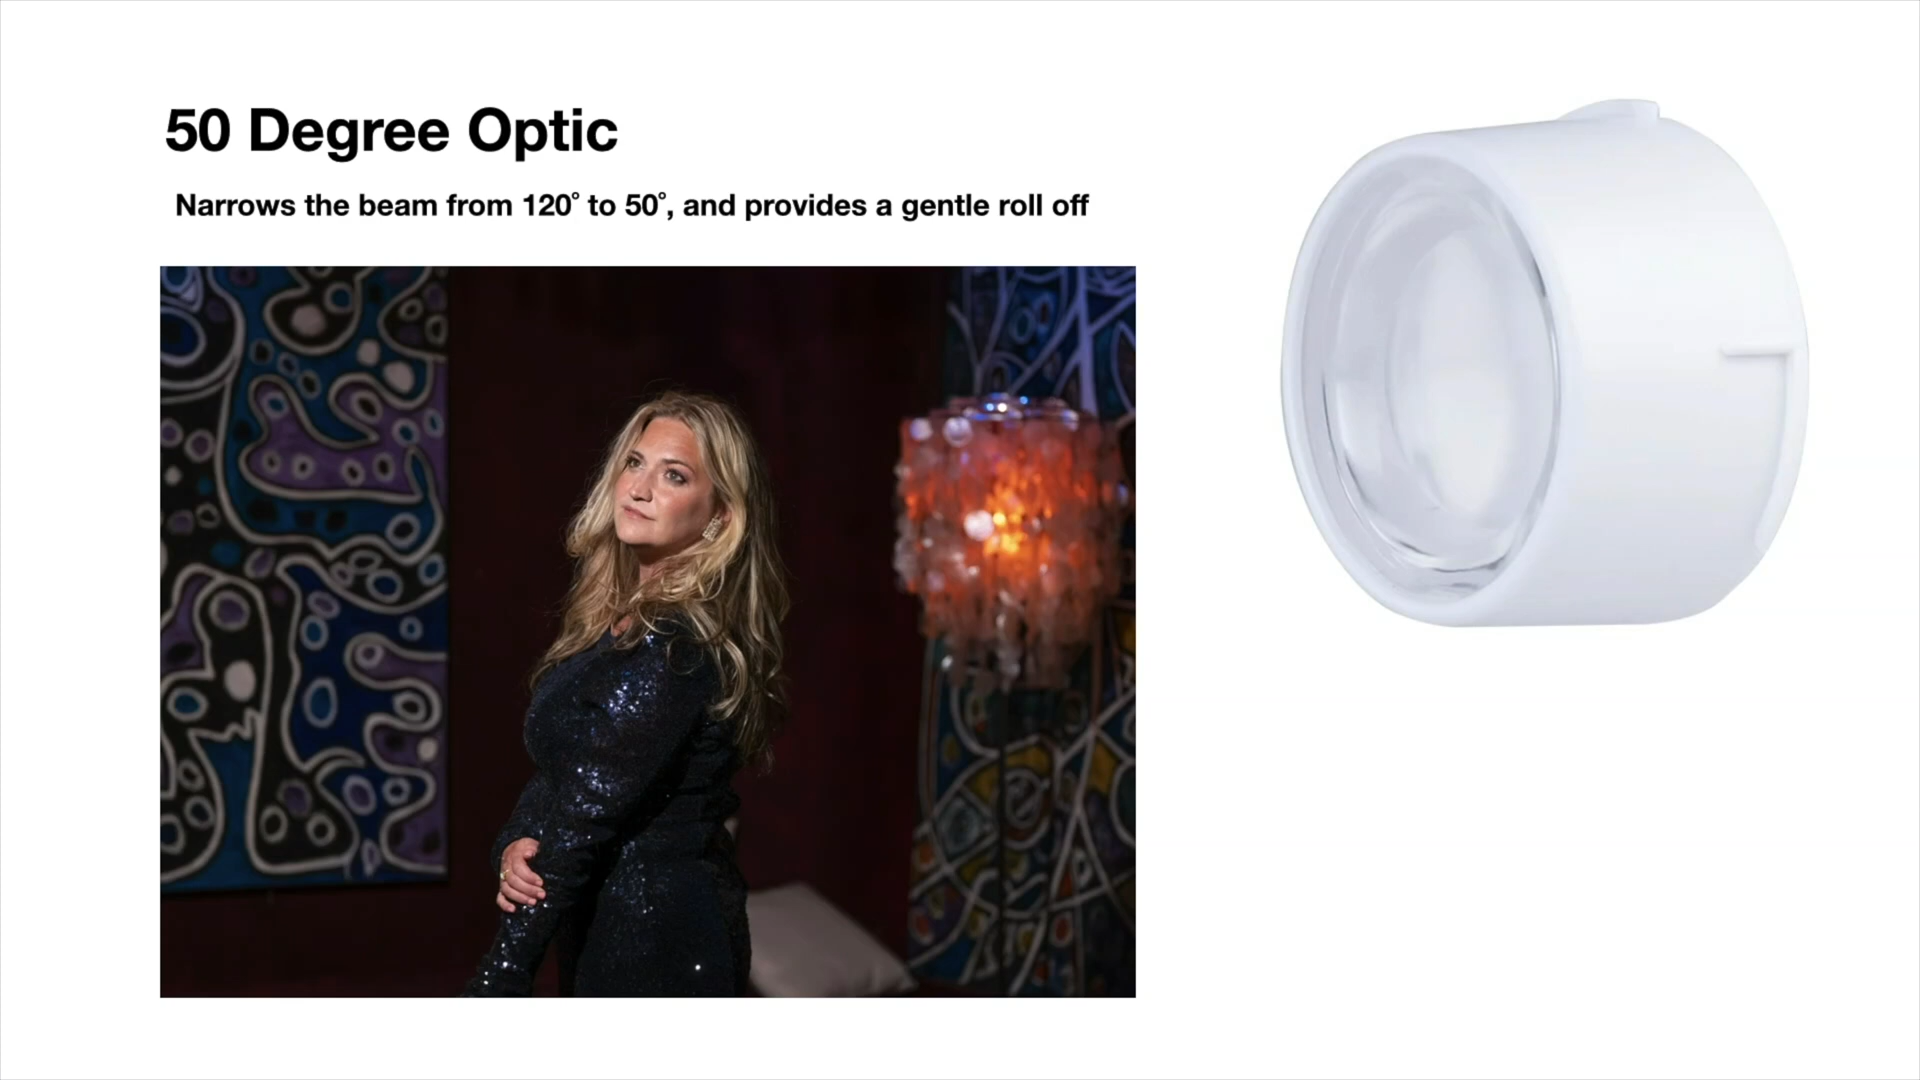 50 Degree Optic
Narrows the beam from 120° to 50°, and provides a gentle roll off